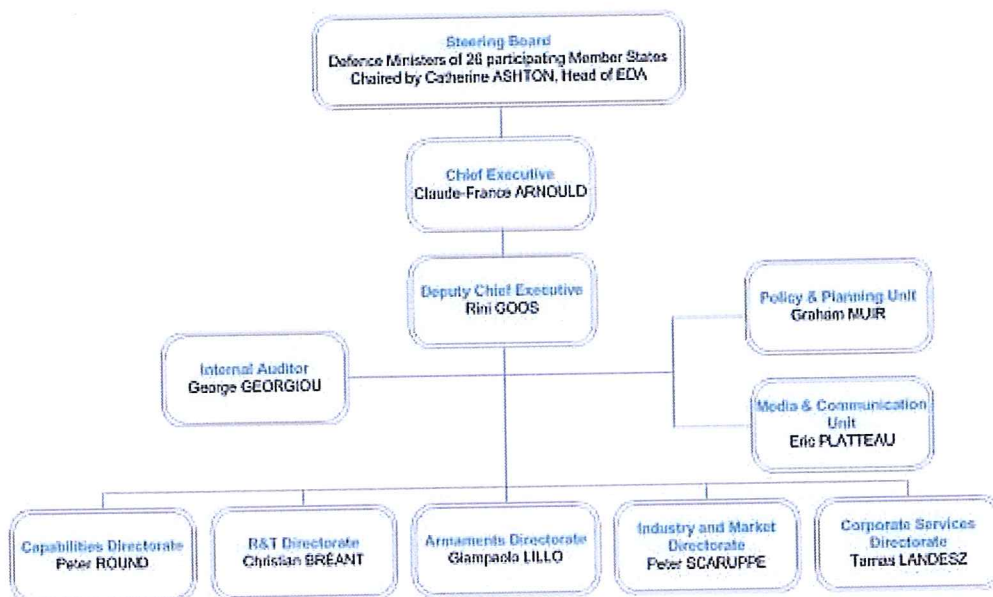 Steering Board
Defence Ministers of 26 participating Member States
Chaired by Catherine ASHTON, Head of EDA
Chief Executive
Claude-France ARNOULD
Deputy Chief Executive
Rini GOOS
Policy & Planning Unit
Graham MUIR
Internal Auditor
George GEORGIOU
Media & Communication
Unit
Eric PLATTEAU
Capabilities Directorate
Peter ROUND
R&T Directorate
Christian BRÉANT
Armaments Directorate
Giampaolo LILLO
Industry and Market
Directorate
Peter SCARUPPE
Corporate Services
Directorate
Tamas LANDESZ